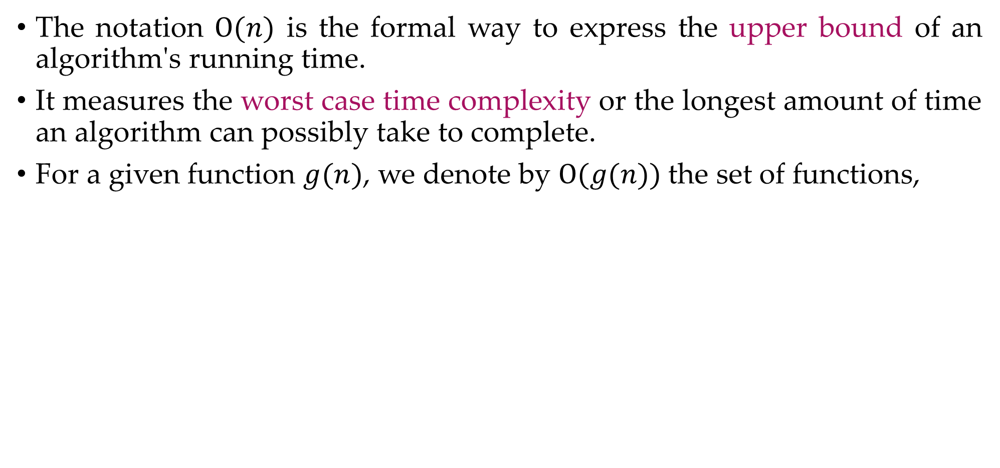 • The notation O(n) is the formal way to express the upper bound of an
algorithm's running time.
• It measures the worst case time complexity or the longest amount of time
an algorithm can possibly take to complete.
• For a given function g(n), we denote by O(g(n)) the set of functions,